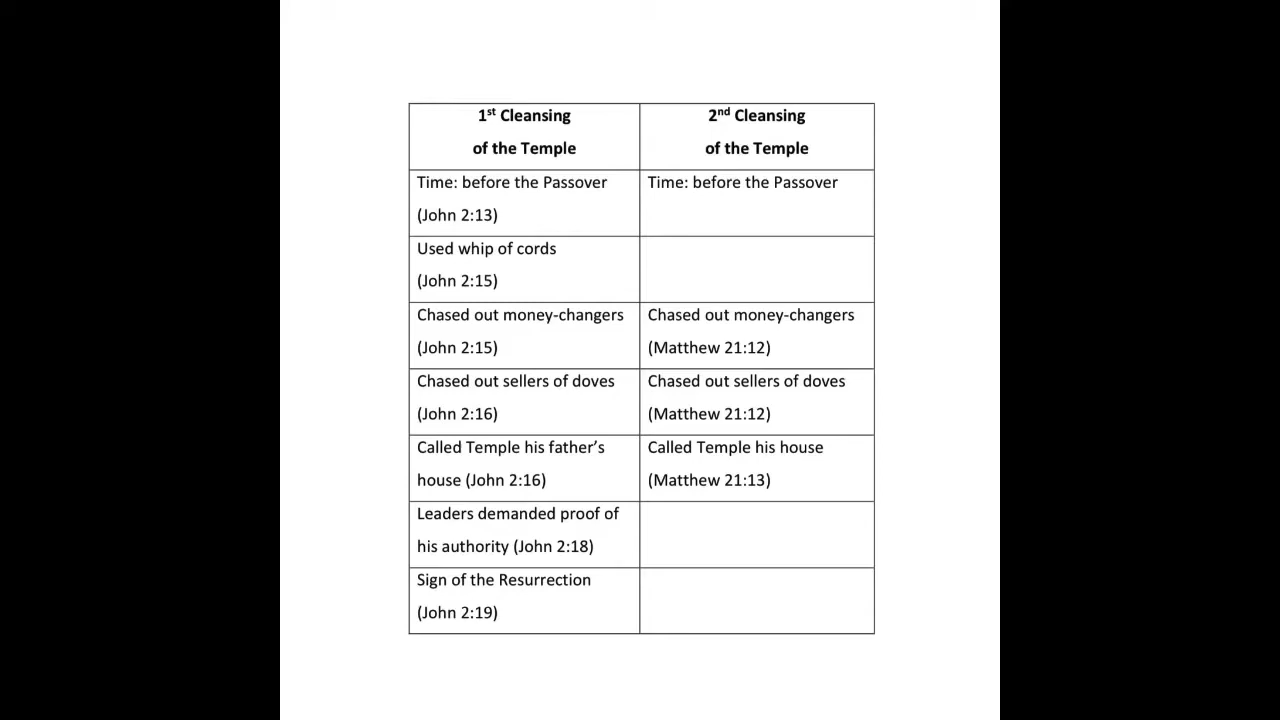 1st Cleansing
of the Temple
2nd Cleansing
of the Temple
Time: before the Passover
(John 2:13)
Time: before the Passover
Used whip of cords
(John 2:15)
Chased out money-changers
(John 2:15)
Chased out money-changers
(Matthew 21:12)
Chased out sellers of doves
(John 2:16)
Chased out sellers of doves
(Matthew 21:12)
Called Temple his father’s
house (John 2:16)
Called Temple his house
(Matthew 21:13)
Leaders demanded proof of
his authority (John 2:18)
Sign of the Resurrection
(John 2:19)